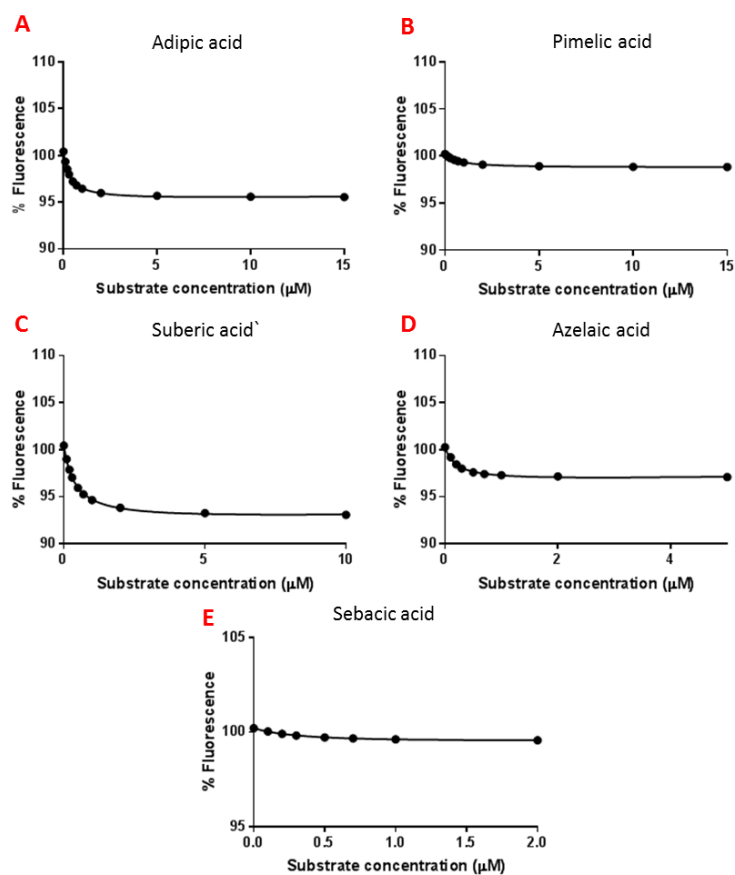 A
Adipic acid
110
105
100
95
90
% Fluorescence
0 5 10 15
Substrate concentration (µM)
B
Pimelic acid
110
105
100
95
90
% Fluorescence
0 5 10 15
Substrate concentration (µM)
C
Suberic acid`
110
105
100
95
90
% Fluorescence
0 5 10
Substrate concentration (µM)
D
Azelaic acid
110
105
100
95
90
% Fluorescence
0 2 4
Substrate concentration (µM)
E
Sebacic acid
105
100
95
% Fluorescence
0.0 0.5 1.0 1.5 2.0
Substrate concentration (µM)